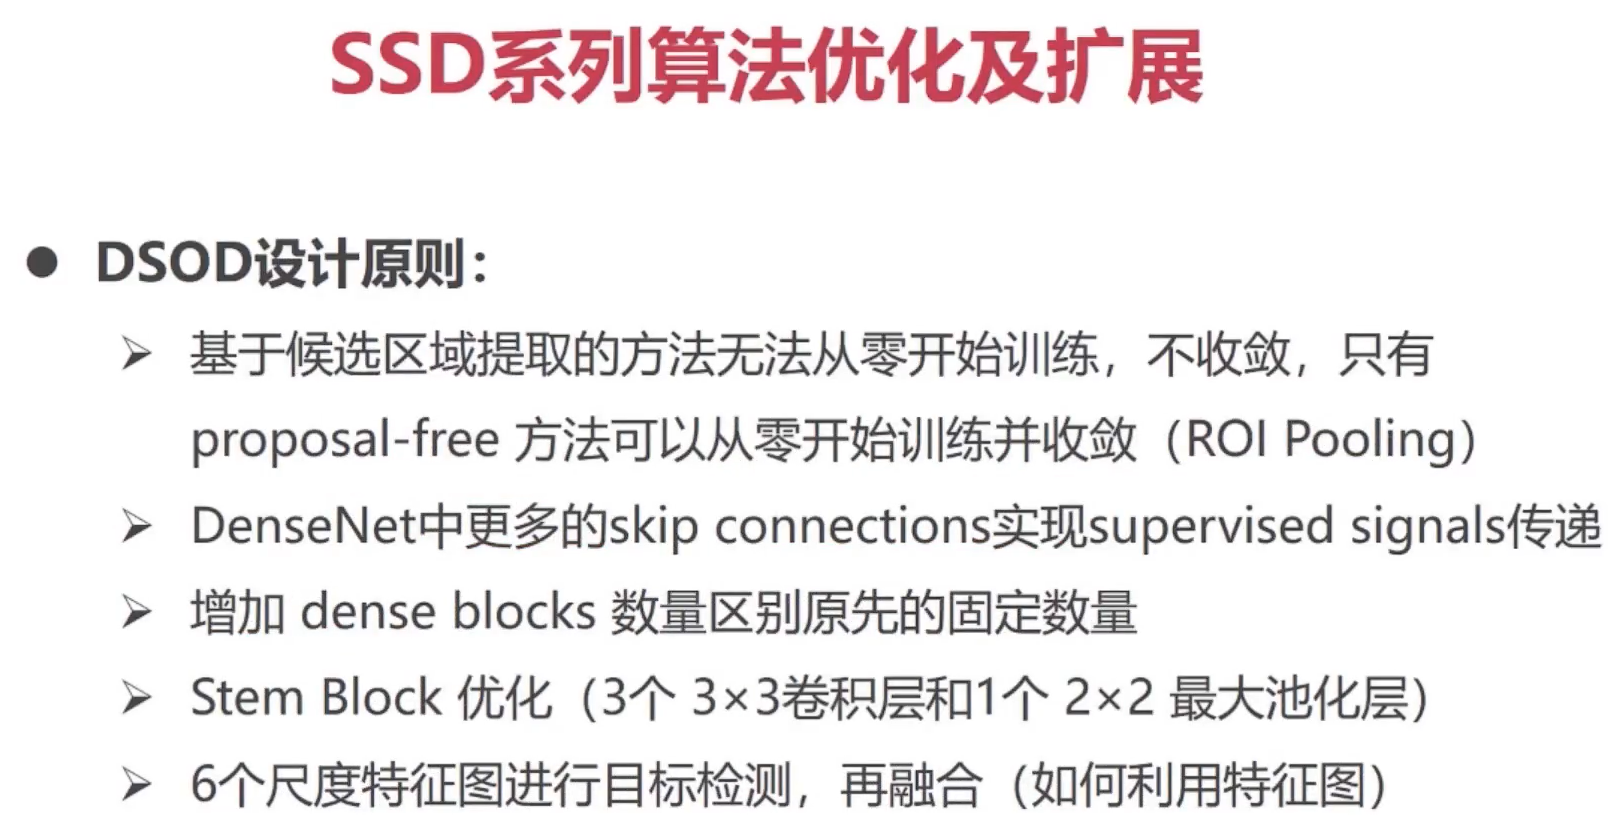 SSD系列算法优化及扩展
● DSOD设计原则：
➢ 基于候选区域提取的方法无法从零开始训练，不收敛，只有
proposal-free 方法可以从零开始训练并收敛（ROI Pooling）
➢ DenseNet中更多的skip connections实现supervised signals传递
➢ 增加 dense blocks 数量区别原先的固定数量
➢ Stem Block 优化（3个 3×3卷积层和1个 2×2 最大池化层）
➢ 6个尺度特征图进行目标检测，再融合（如何利用特征图）